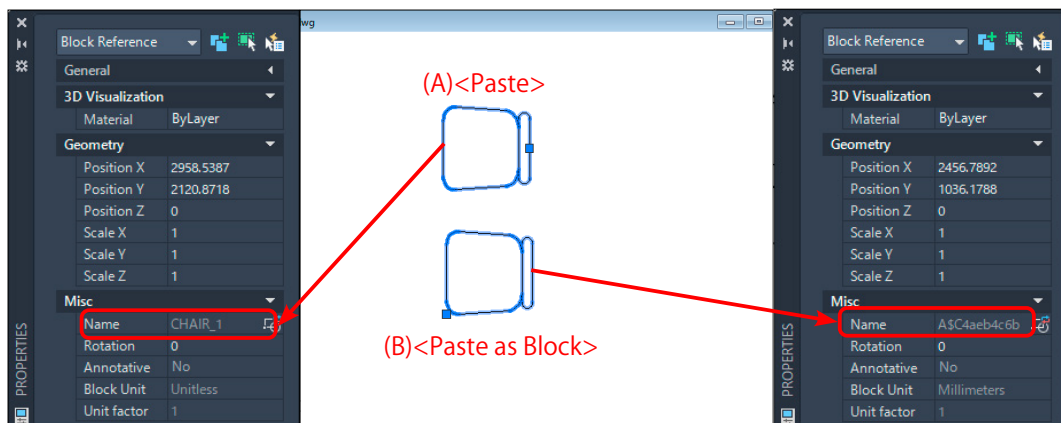 Block Reference
General
3D Visualization
Material ByLayer
Geometry
Position X 2958.5387
Position Y 2120.8718
Position Z 0
Scale X 1
Scale Y 1
Scale Z 1
Misc
Name CHAIR_1
Rotation 0
Annotative No
Block Unit Unitless
Unit factor 1
PROPERTIES
wg
(A)<Paste>
(B)<Paste as Block>
Block Reference
General
3D Visualization
Material ByLayer
Geometry
Position X 2456.7892
Position Y 1036.1788
Position Z 0
Scale X 1
Scale Y 1
Scale Z 1
Misc
Name A$C4aeb4c6b
Rotation 0
Annotative No
Block Unit Millimeters
Unit factor 1
PROPERTIES